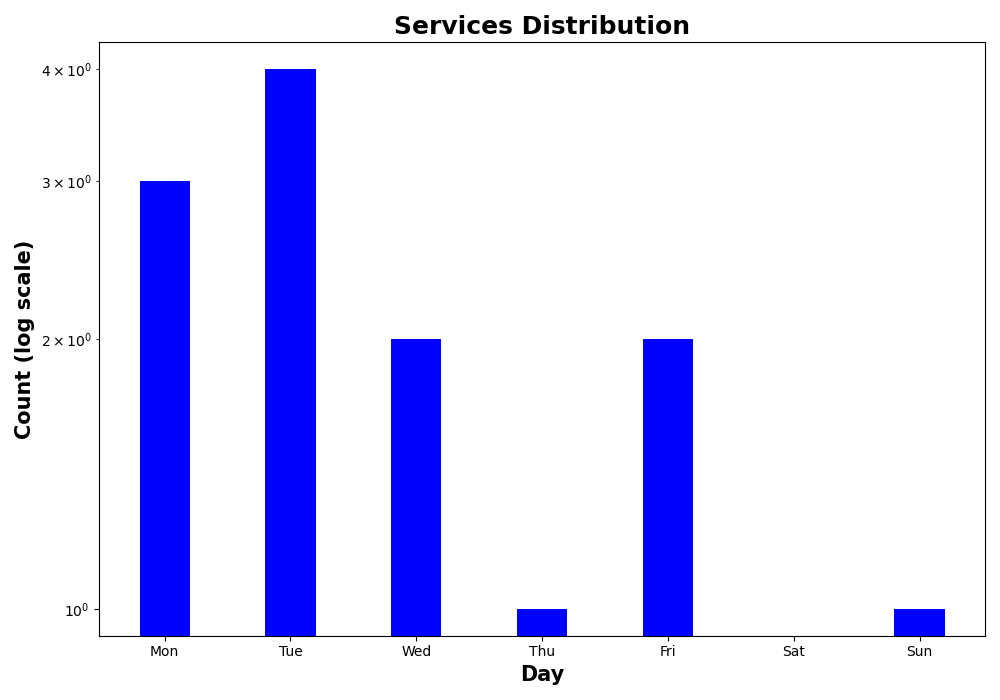 Services Distribution
4 × 10⁰
3 × 10⁰
2 × 10⁰
10⁰
Count (log scale)
Mon Tue Wed Thu Fri Sat Sun
Day